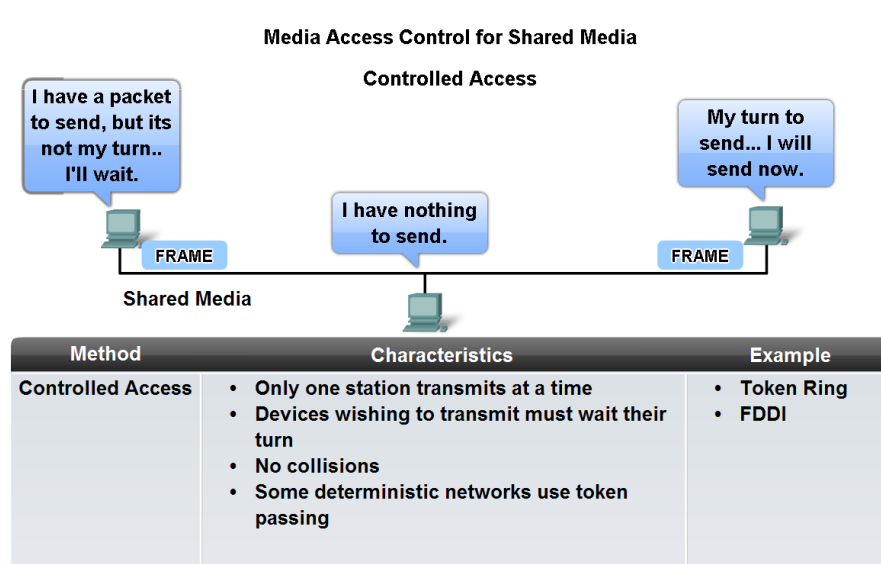 Media Access Control for Shared Media
Controlled Access
I have a packet
to send, but its
not my turn..
I'll wait.
My turn to
send... I will
send now.
I have nothing
to send.
FRAME
FRAME
Shared Media
Method
Characteristics
Example
Controlled Access
• Only one station transmits at a time
• Devices wishing to transmit must wait their
turn
• No collisions
• Some deterministic networks use token
passing
• Token Ring
• FDDI